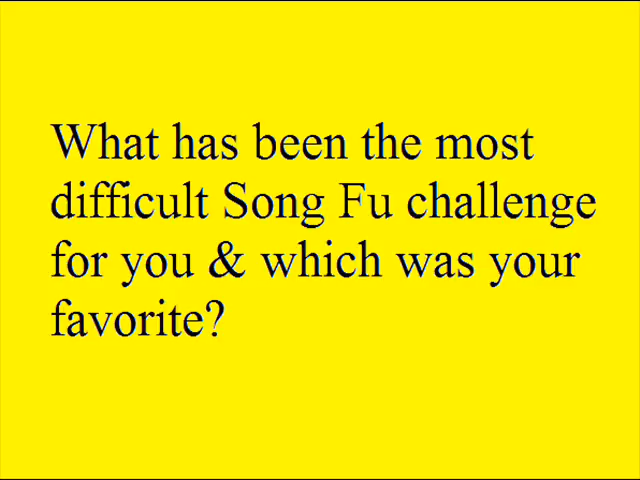 What has been the most
difficult Song Fu challenge
for you & which was your
favorite?